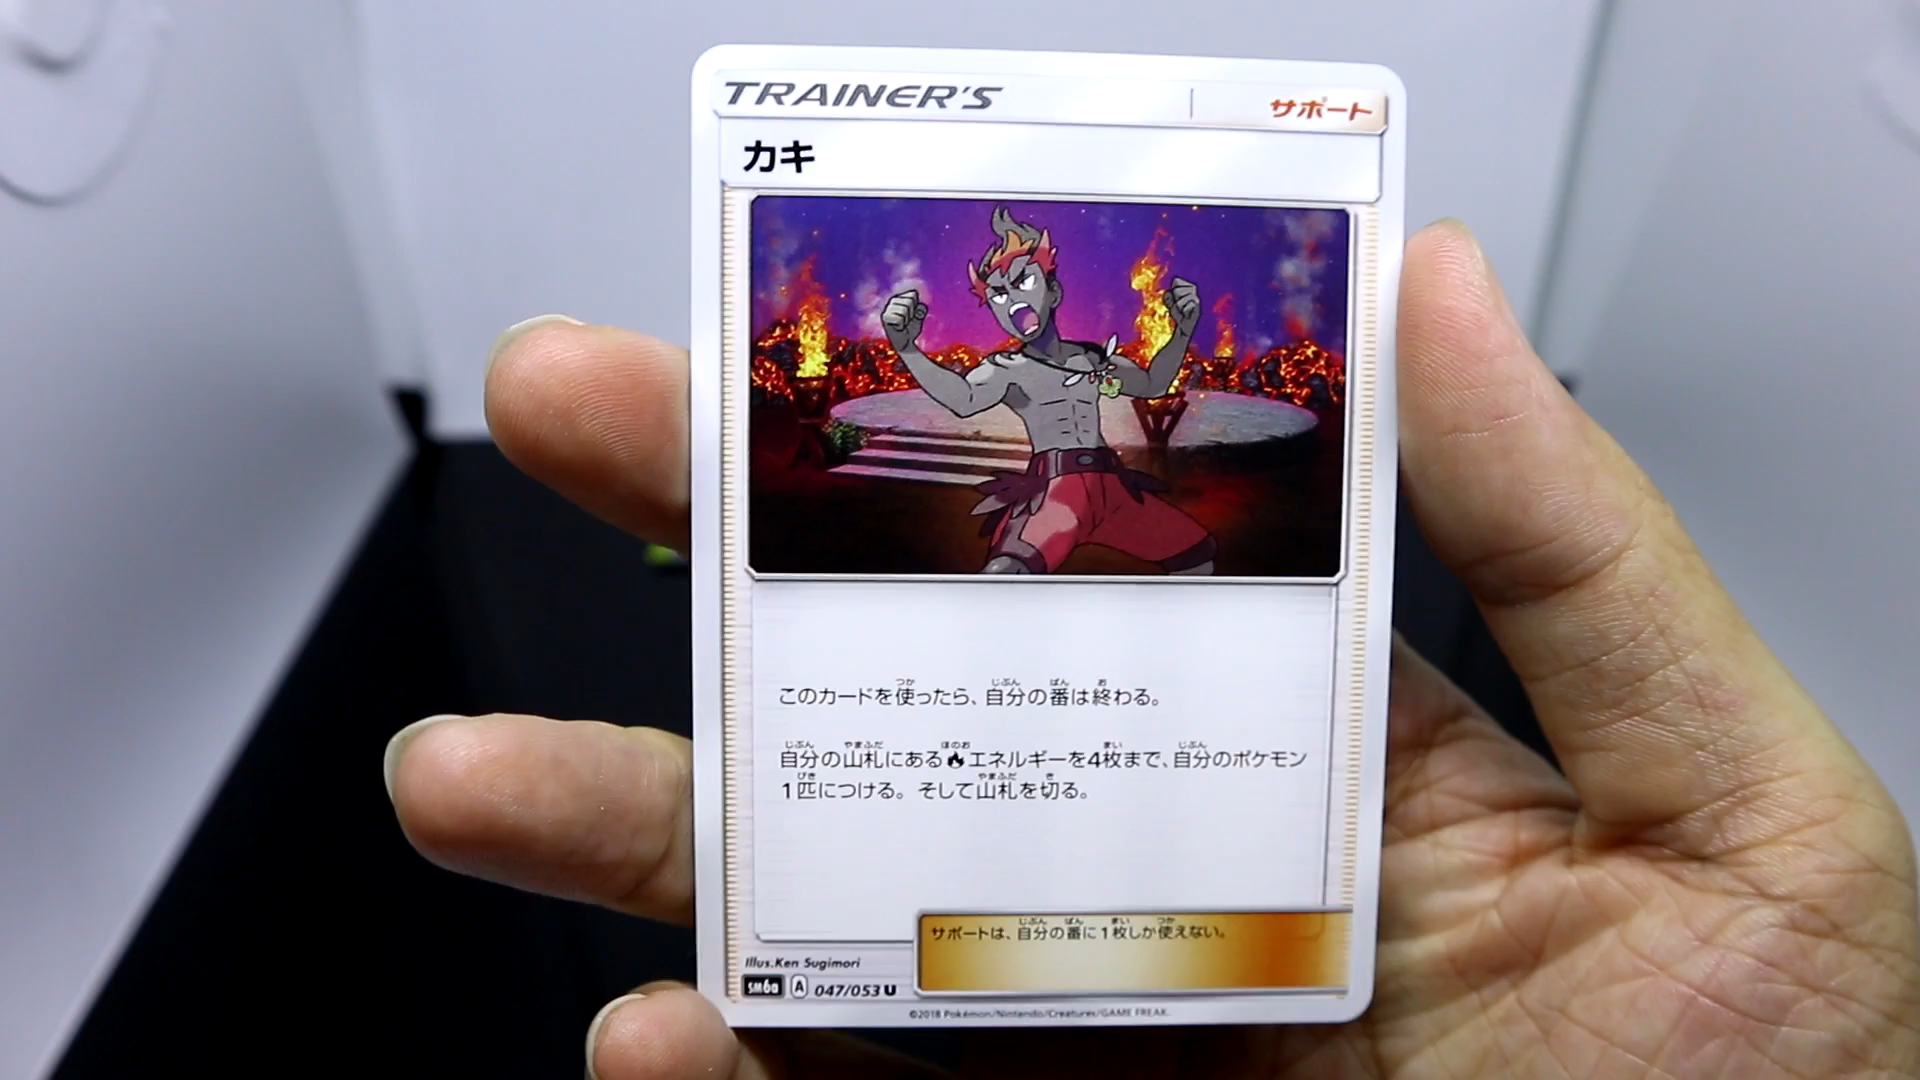 TRAINER'S サポート
カキ
このカードを使ったら、自分の番は終わる。
自分の山札にあるエネルギーを4枚まで、自分のポケモン
1匹につける。そして山札を切る。
サポートは、自分の番に1枚しか使えない。
Illus.Ken Sugimori
SM6a A 047/053 U
©2018 Pokémon/Nintendo/Creatures/GAME FREAK.